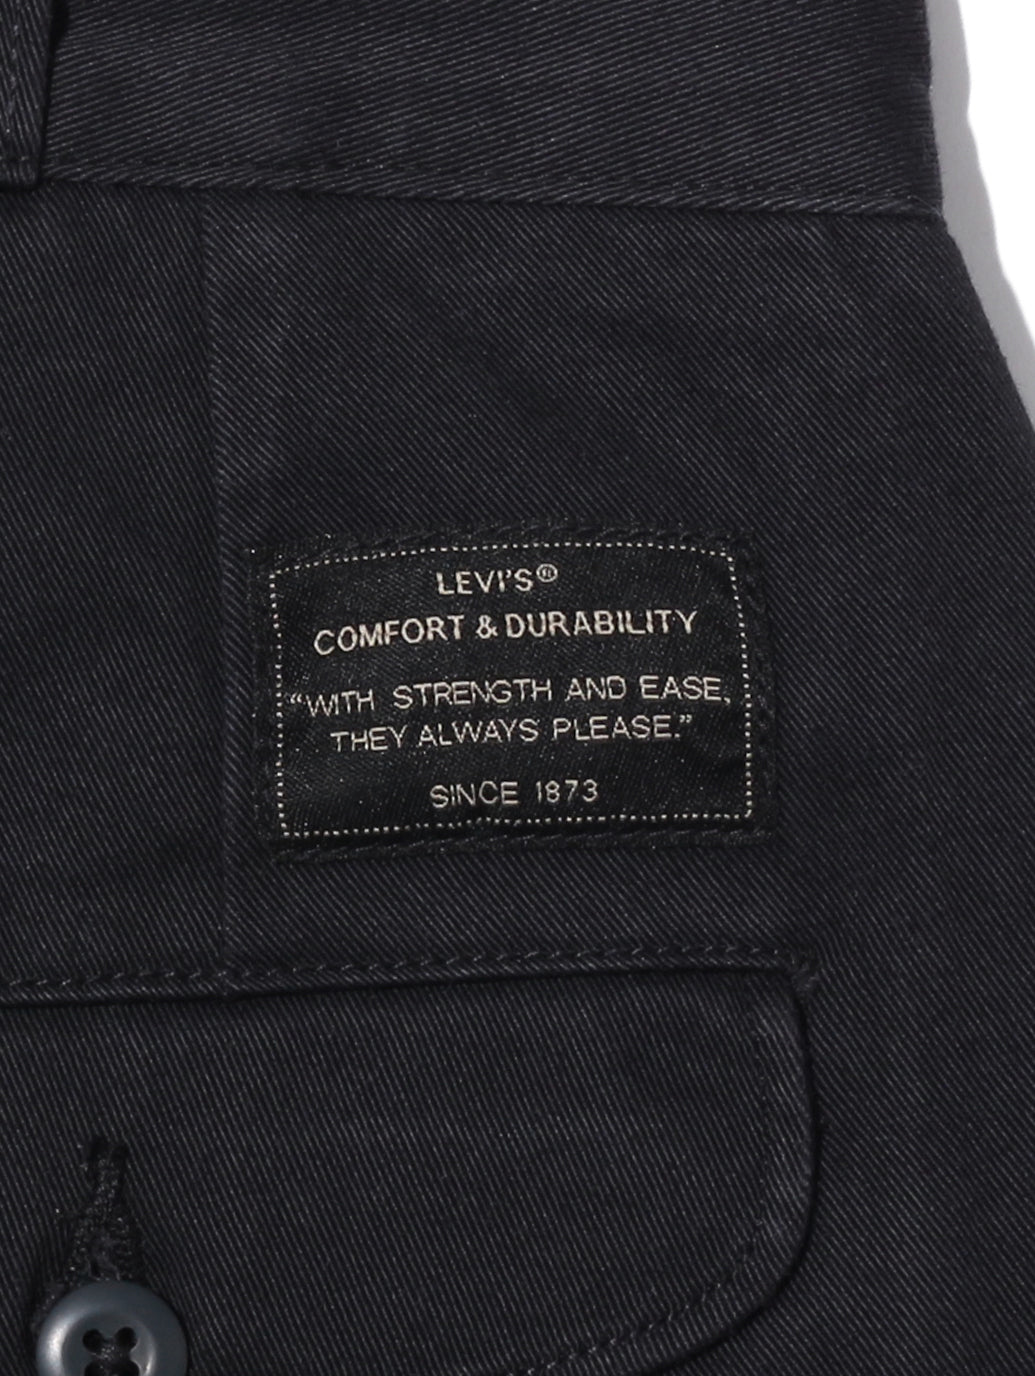 LEVI'S®
COMFORT & DURABILITY
“WITH STRENGTH AND EASE,
THEY ALWAYS PLEASE.”
SINCE 1873